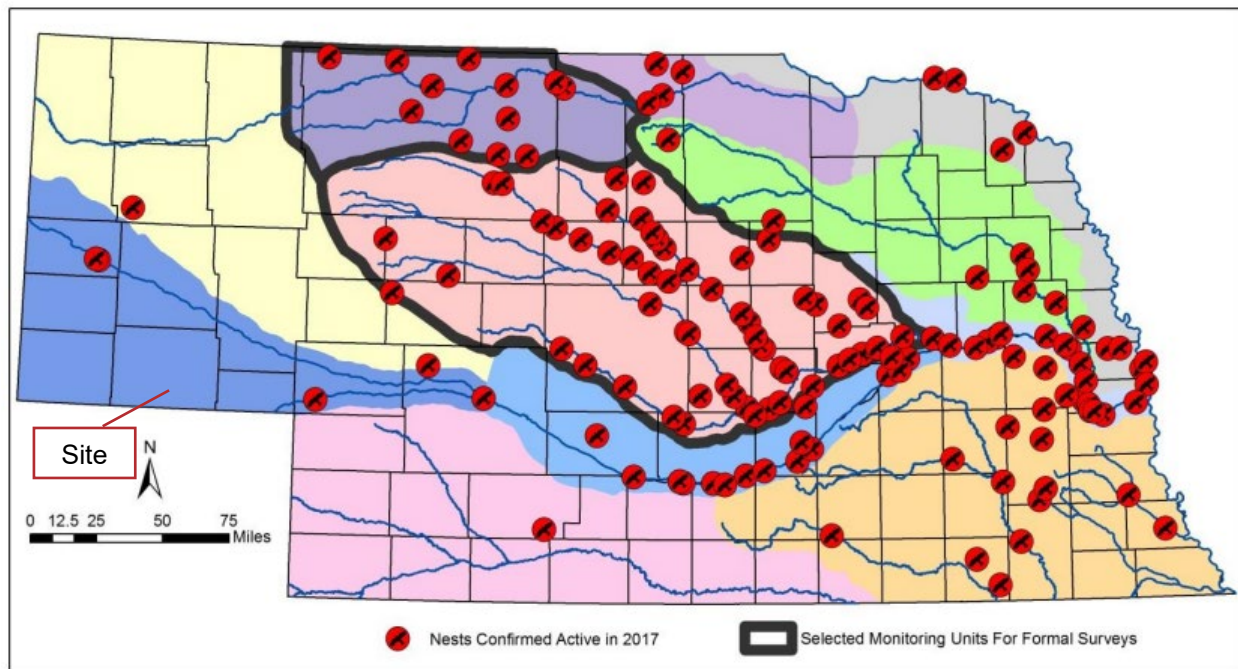 Site
N
0 12.5 25 50 75
Miles
Nests Confirmed Active in 2017
Selected Monitoring Units For Formal Surveys